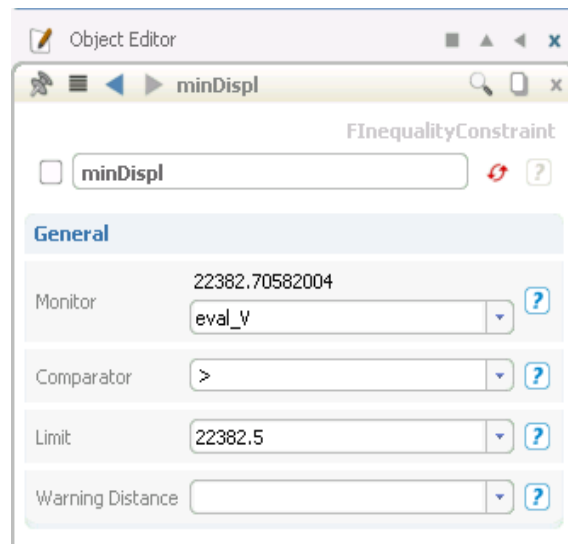 Object Editor
minDispl
FInequalityConstraint
minDispl
General
22382.70582004
Monitor
eval_V
Comparator >
Limit 22382.5
Warning Distance